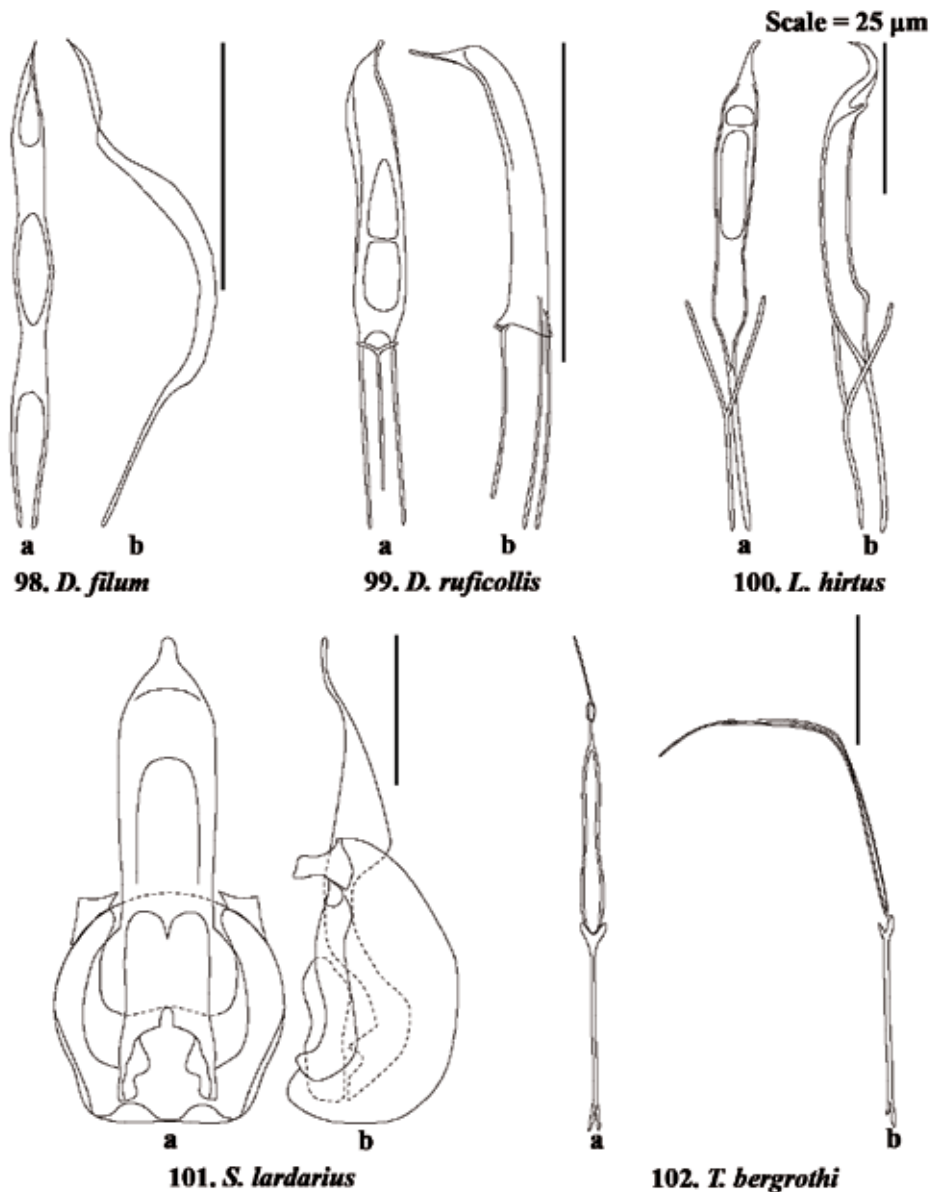 Scale = 25 µm
a b a b a b
98. D. filum 99. D. ruficollis 100. L. hirtus
a b a b
101. S. lardarius 102. T. bergrothi